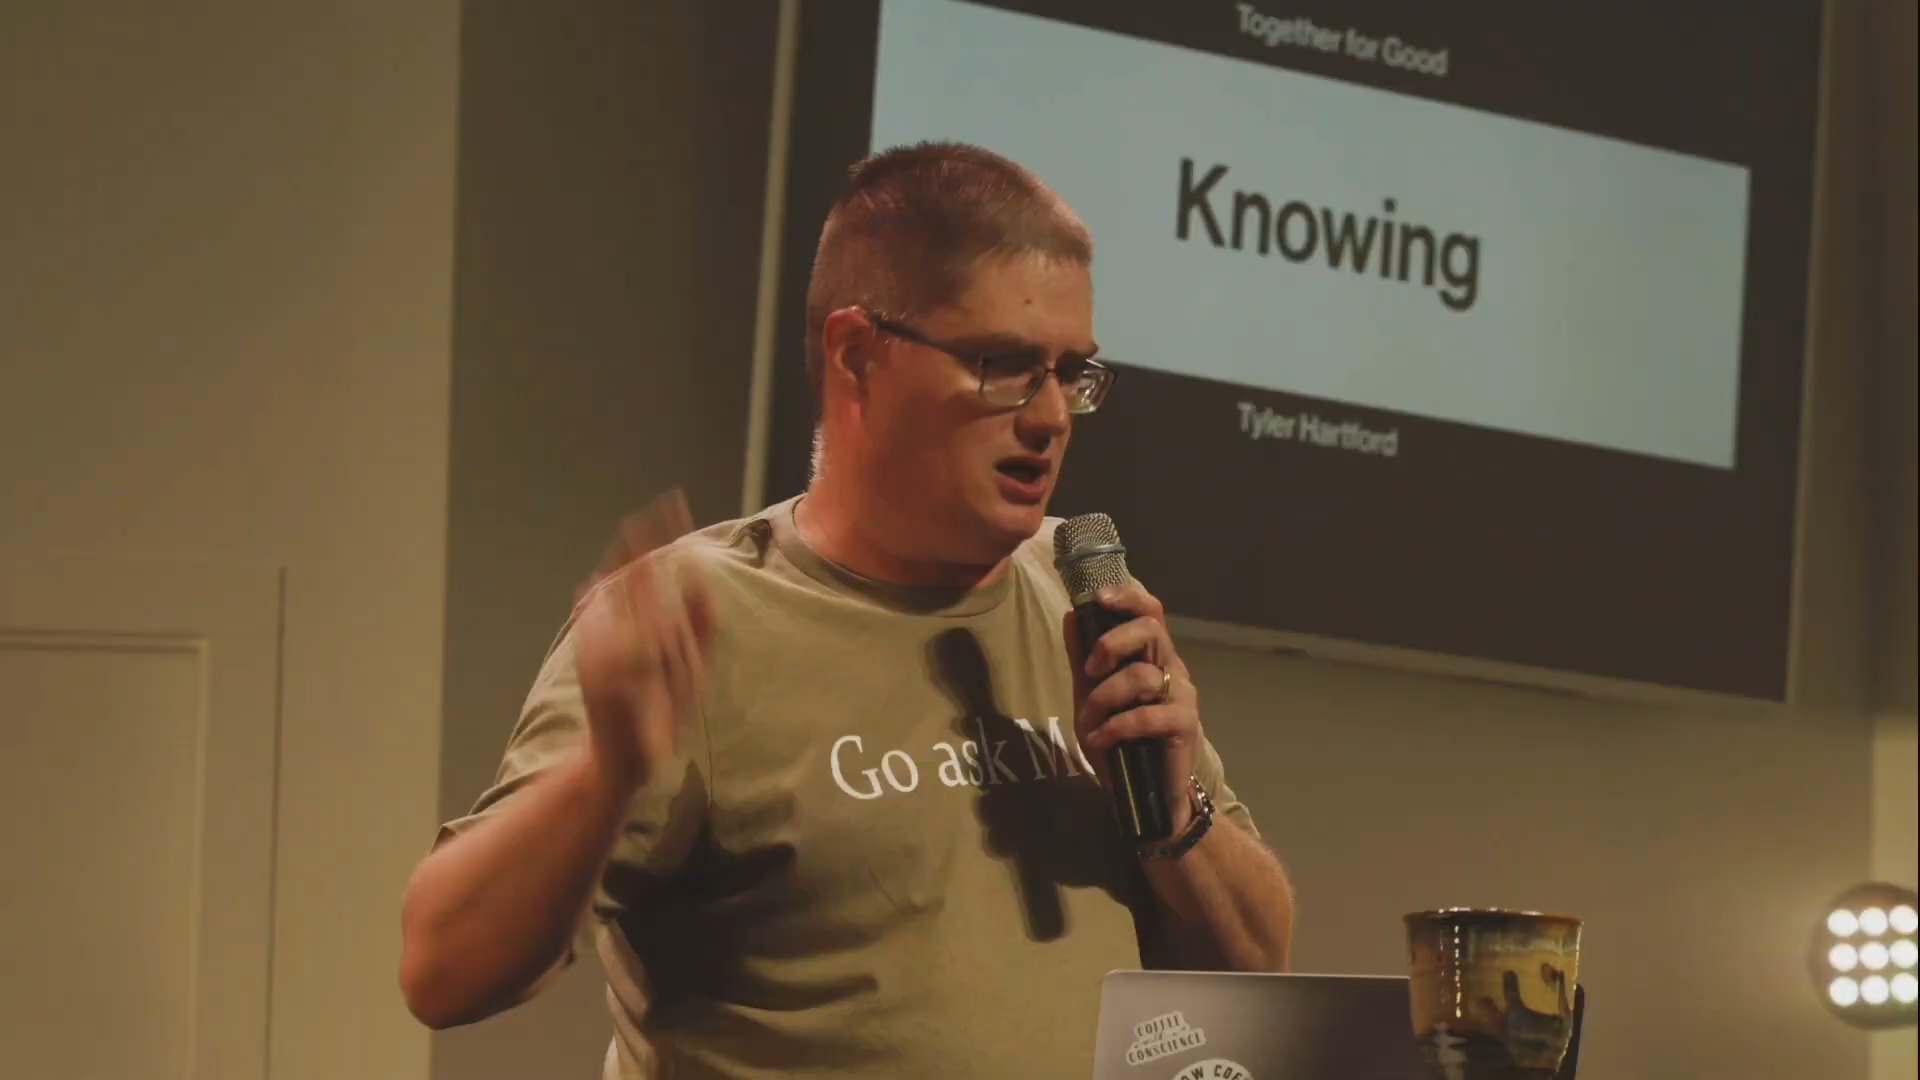 Together for Good
Knowing
Tyler Hartford
Go ask
COFFEE
CONSCIENCE